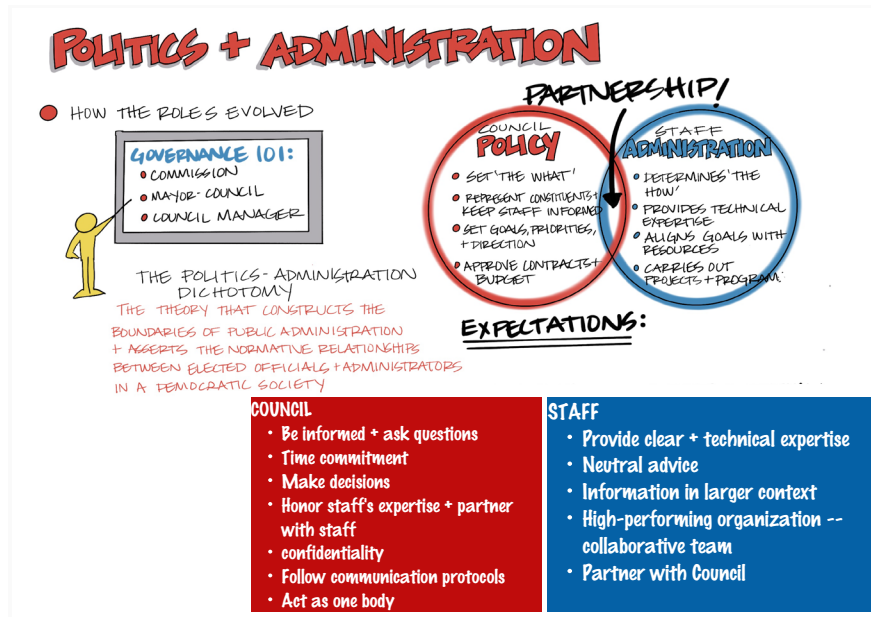 POLITICS + ADMINISTRATION
HOW THE ROLES EVOLVED
GOVERNANCE 101:
COMMISSION
MAYOR-COUNCIL
COUNCIL MANAGER
THE POLITICS-ADMINISTRATION
DICHOTOMY
THE THEORY THAT CONSTRUCTS THE
BOUNDARIES OF PUBLIC ADMINISTRATION
+ ASSERTS THE NORMATIVE RELATIONSHIPS
BETWEEN ELECTED OFFICIALS + ADMINISTRATORS
IN A DEMOCRATIC SOCIETY
PARTNERSHIP!
COUNCIL
POLICY
• SET 'THE WHAT'
• REPRESENT CONSTITUENTS +
KEEP STAFF INFORMED
• SET GOALS, PRIORITIES,
+ DIRECTION
• APPROVE CONTRACTS +
BUDGET
STAFF
ADMINISTRATION
• DETERMINES 'THE
HOW'
• PROVIDES TECHNICAL
EXPERTISE
• ALIGNS GOALS WITH
RESOURCES
• CARRIES OUT
PROJECTS + PROGRAM
EXPECTATIONS:
COUNCIL
• Be informed + ask questions
• Time commitment
• Make decisions
• Honor staff's expertise + partner
with staff
• confidentiality
• Follow communication protocols
• Act as one body
STAFF
• Provide clear + technical expertise
• Neutral advice
• Information in larger context
• High-performing organization --
collaborative team
• Partner with Council